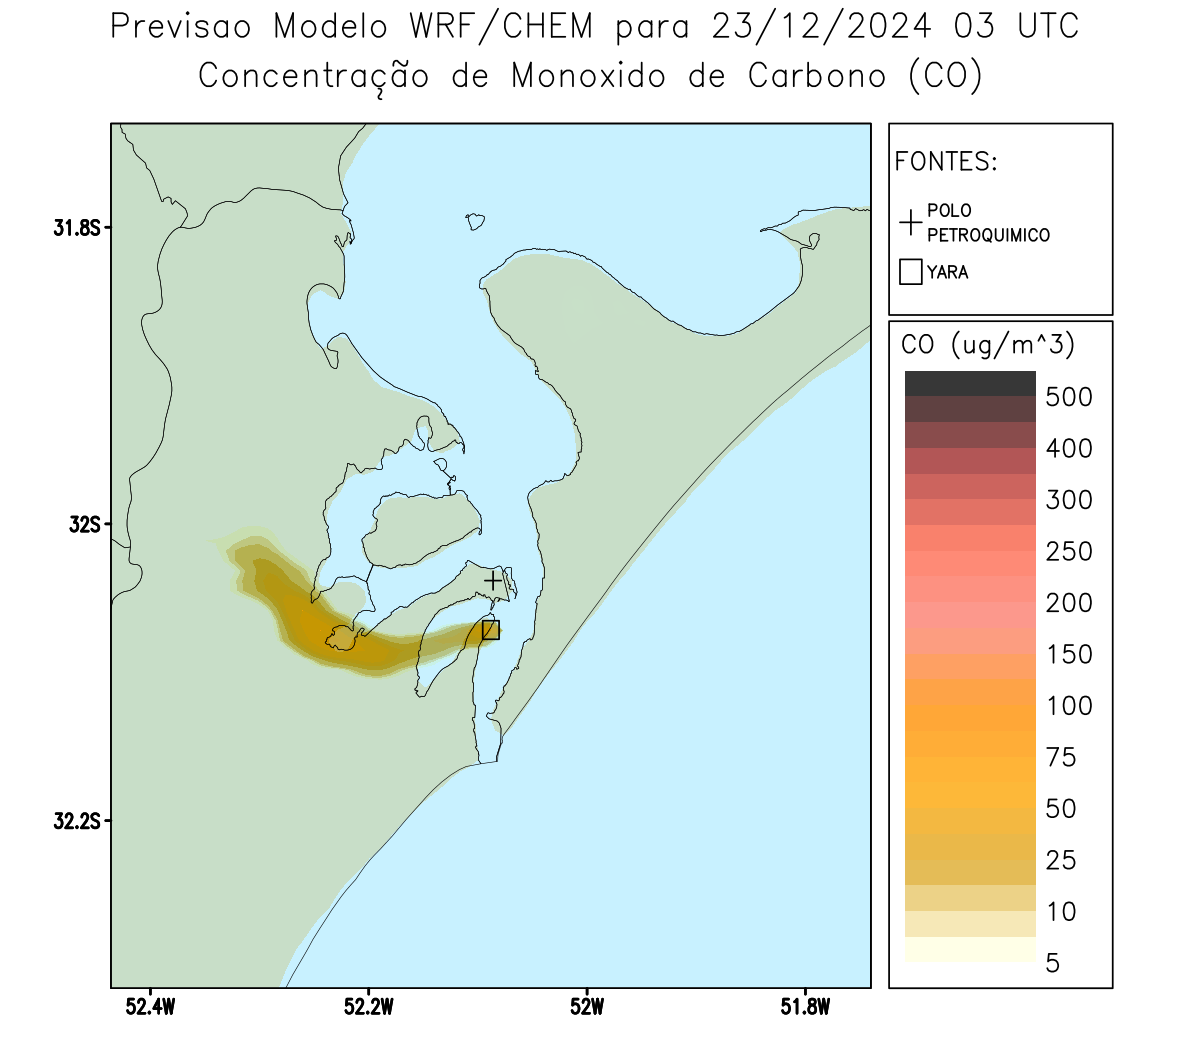 Previsao Modelo WRF/CHEM para 23/12/2024 03 UTC
Concentração de Monoxido de Carbono (CO)
31.8S
32S
32.2S
52.4W
52.2W
52W
51.8W
FONTES:
POLO
PETROQUIMICO
YARA
CO (ug/m^3)
500
400
300
250
200
150
100
75
50
25
10
5